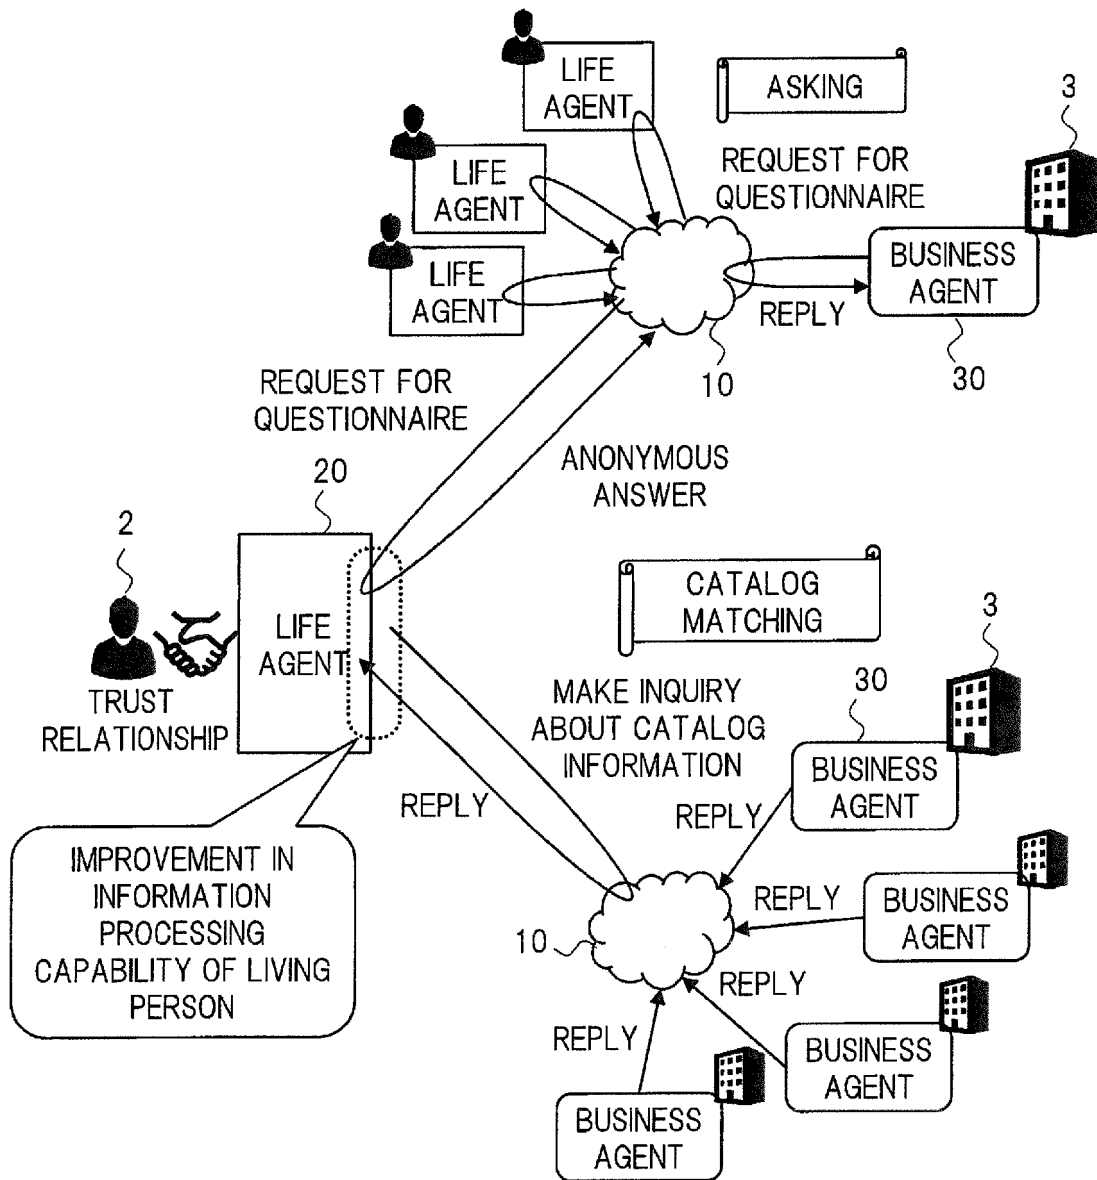 LIFE
AGENT
ASKING
3
LIFE
AGENT
REQUEST FOR
QUESTIONNAIRE
LIFE
AGENT
BUSINESS
AGENT
REPLY
10
30
REQUEST FOR
QUESTIONNAIRE
ANONYMOUS
ANSWER
20
2
LIFE
AGENT
TRUST
RELATIONSHIP
CATALOG
MATCHING
3
MAKE INQUIRY
ABOUT CATALOG
INFORMATION
30
BUSINESS
AGENT
REPLY
REPLY
IMPROVEMENT IN
INFORMATION
PROCESSING
CAPABILITY OF LIVING
PERSON
REPLY
BUSINESS
AGENT
10
REPLY
BUSINESS
AGENT
REPLY
BUSINESS
AGENT